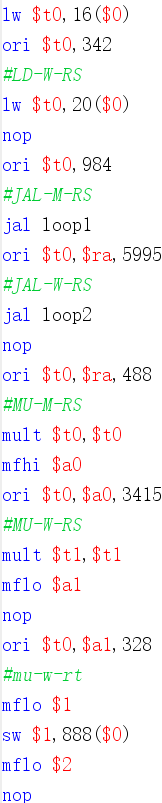 lw $t0,16($0)
ori $t0,342
#LD-W-RS
lw $t0,20($0)
nop
ori $t0,984
#JAL-M-RS
jal loop1
ori $t0,$ra,5995
#JAL-W-RS
jal loop2
nop
ori $t0,$ra,488
#MU-M-RS
mult $t0,$t0
mfhi $a0
ori $t0,$a0,3415
#MU-W-RS
mult $t1,$t1
mflo $a1
nop
ori $t0,$a1,328
#mu-w-rt
mflo $1
sw $1,888($0)
mflo $2
nop